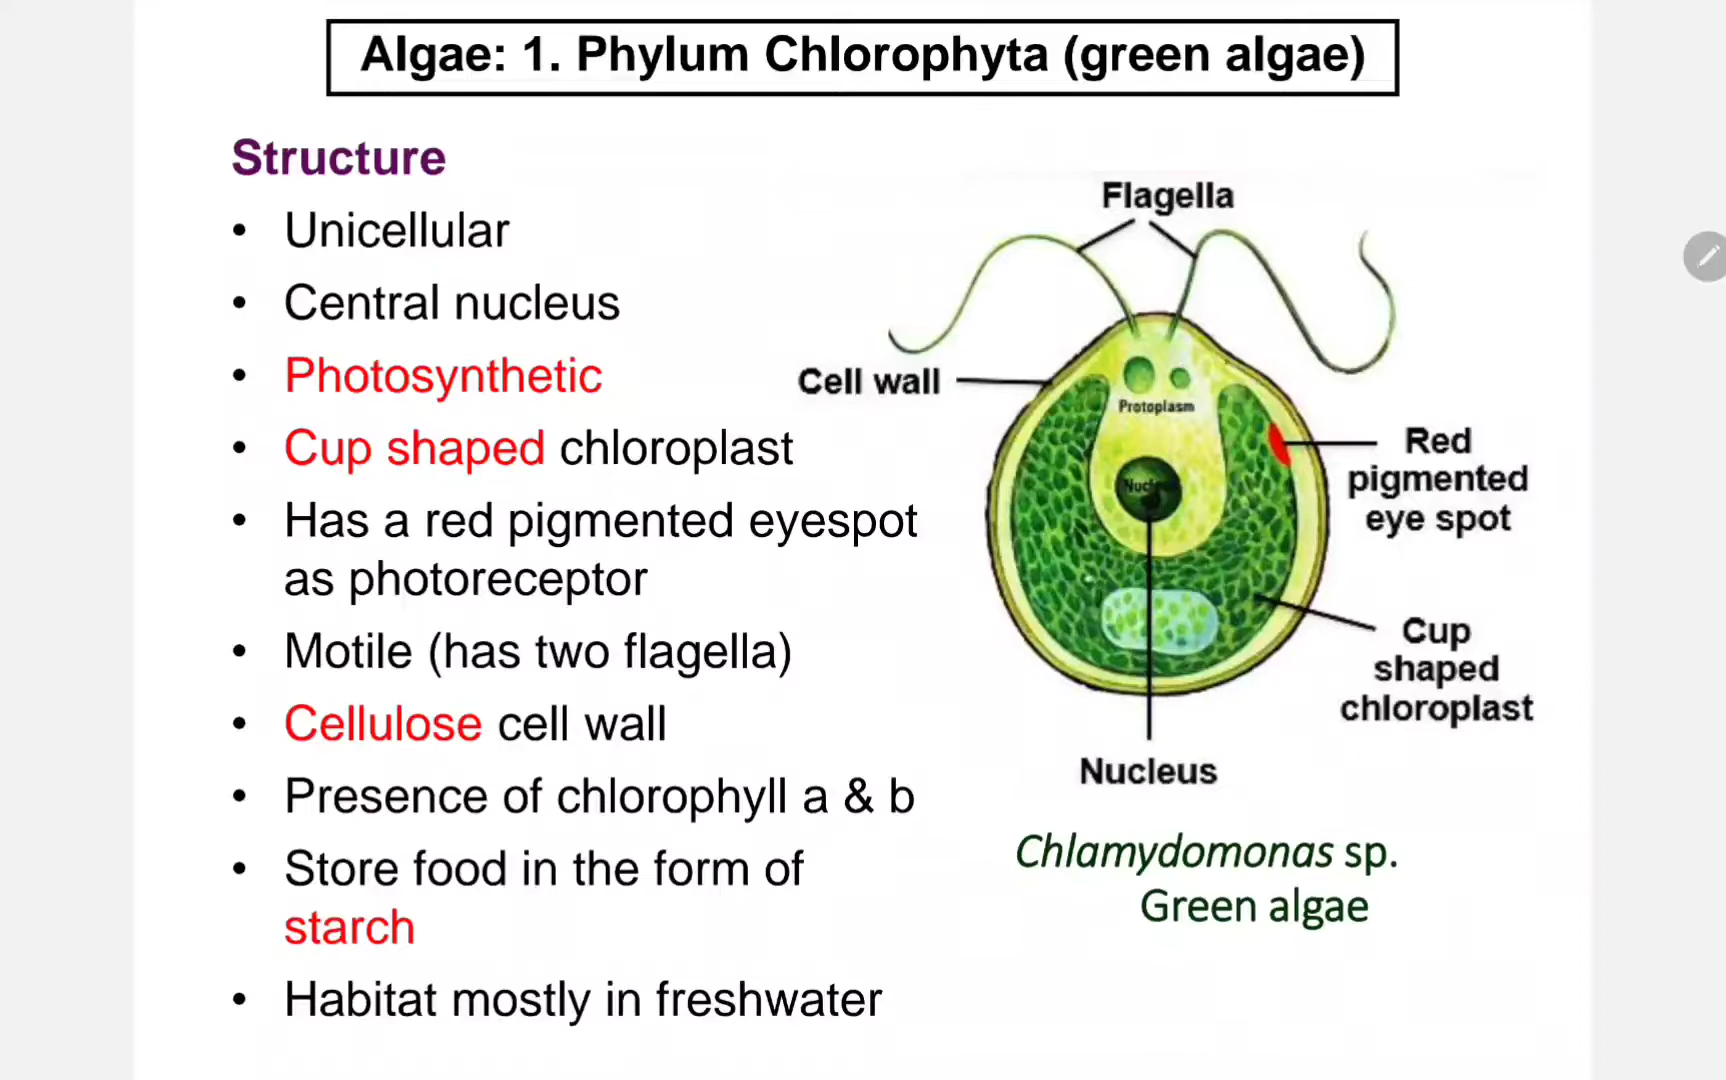 Algae: 1. Phylum Chlorophyta (green algae)
Structure
• Unicellular
• Central nucleus
• Photosynthetic
• Cup shaped chloroplast
• Has a red pigmented eyespot
as photoreceptor
• Motile (has two flagella)
• Cellulose cell wall
• Presence of chlorophyll a & b
• Store food in the form of
starch
• Habitat mostly in freshwater
Flagella
Cell wall
Protoplasm
Red
pigmented
eye spot
Cup
shaped
chloroplast
Nucleus
Chlamydomonas sp.
Green algae